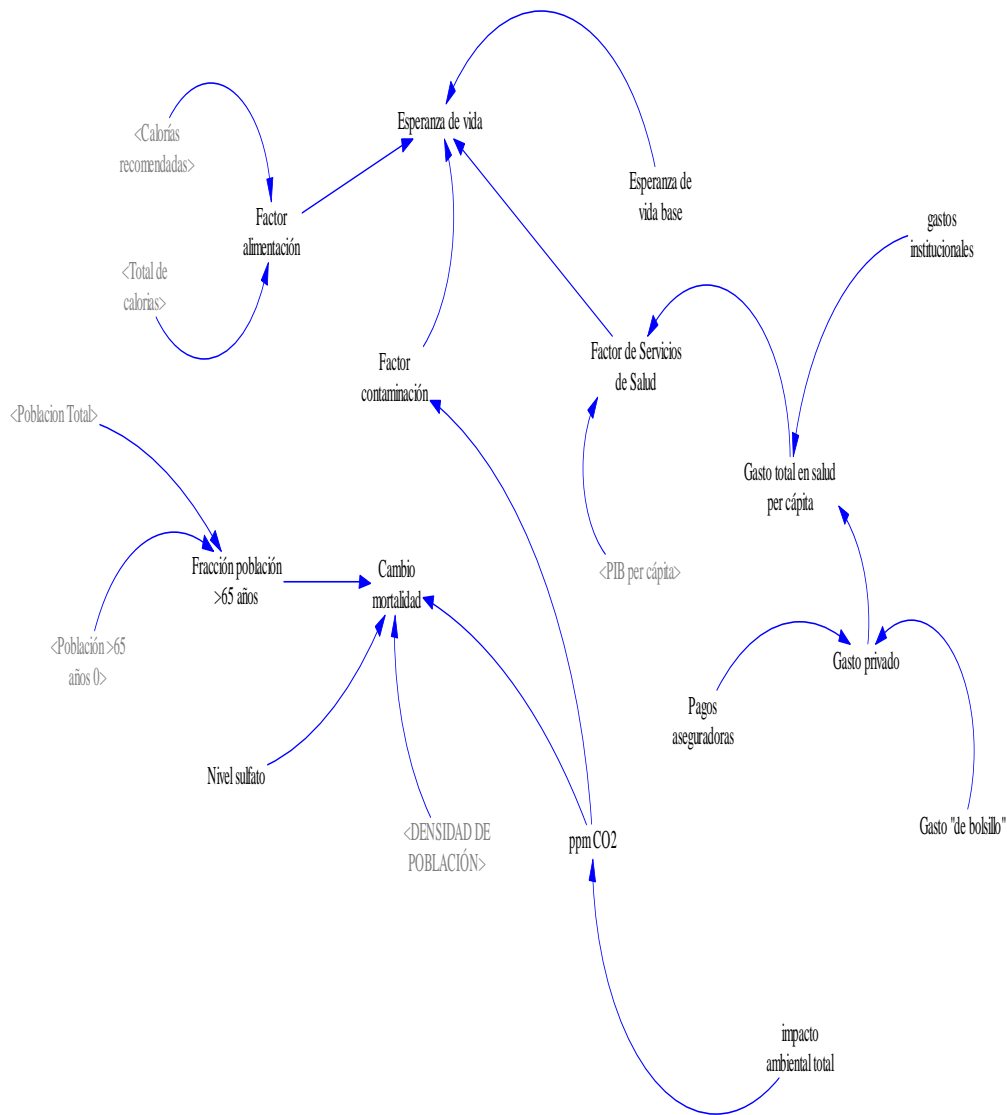 Esperanza de vida
<Calorías
recomendadas>
Esperanza de
vida base
Factor
alimentación
gastos
institucionales
<Total de
calorias>
Factor
contaminación
Factor de Servicios
de Salud
<Poblacion Total>
Gasto total en salud
per cápita
Fracción población
>65 años
Cambio
mortalidad
<PIB per cápita>
<Población >65
años 0>
Gasto privado
Pagos
aseguradoras
Nivel sulfato
<DENSIDAD DE
POBLACIÓN>
ppm CO2
Gasto "de bolsillo"
impacto
ambiental total